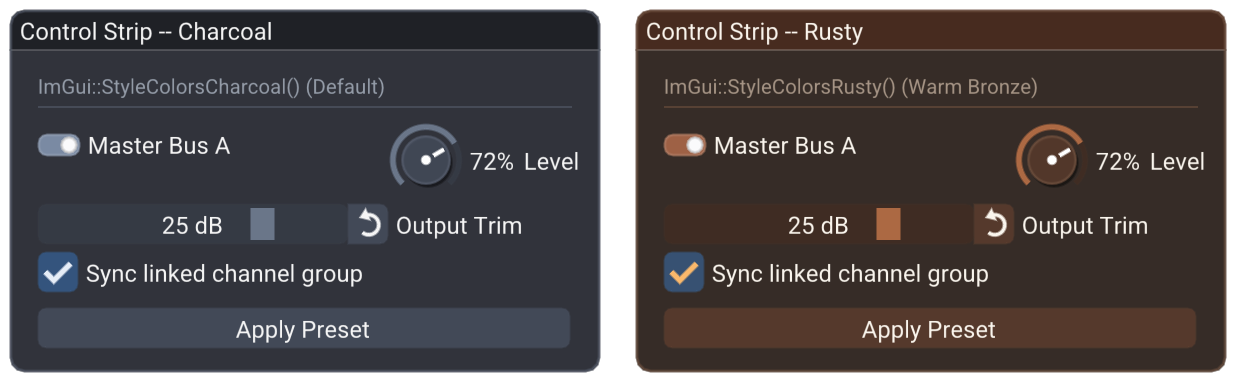 Control Strip -- Charcoal
ImGui::StyleColorsCharcoal() (Default)
Master Bus A
72% Level
25 dB Output Trim
Sync linked channel group
Apply Preset
Control Strip -- Rusty
ImGui::StyleColorsRusty() (Warm Bronze)
Master Bus A
72% Level
25 dB Output Trim
Sync linked channel group
Apply Preset